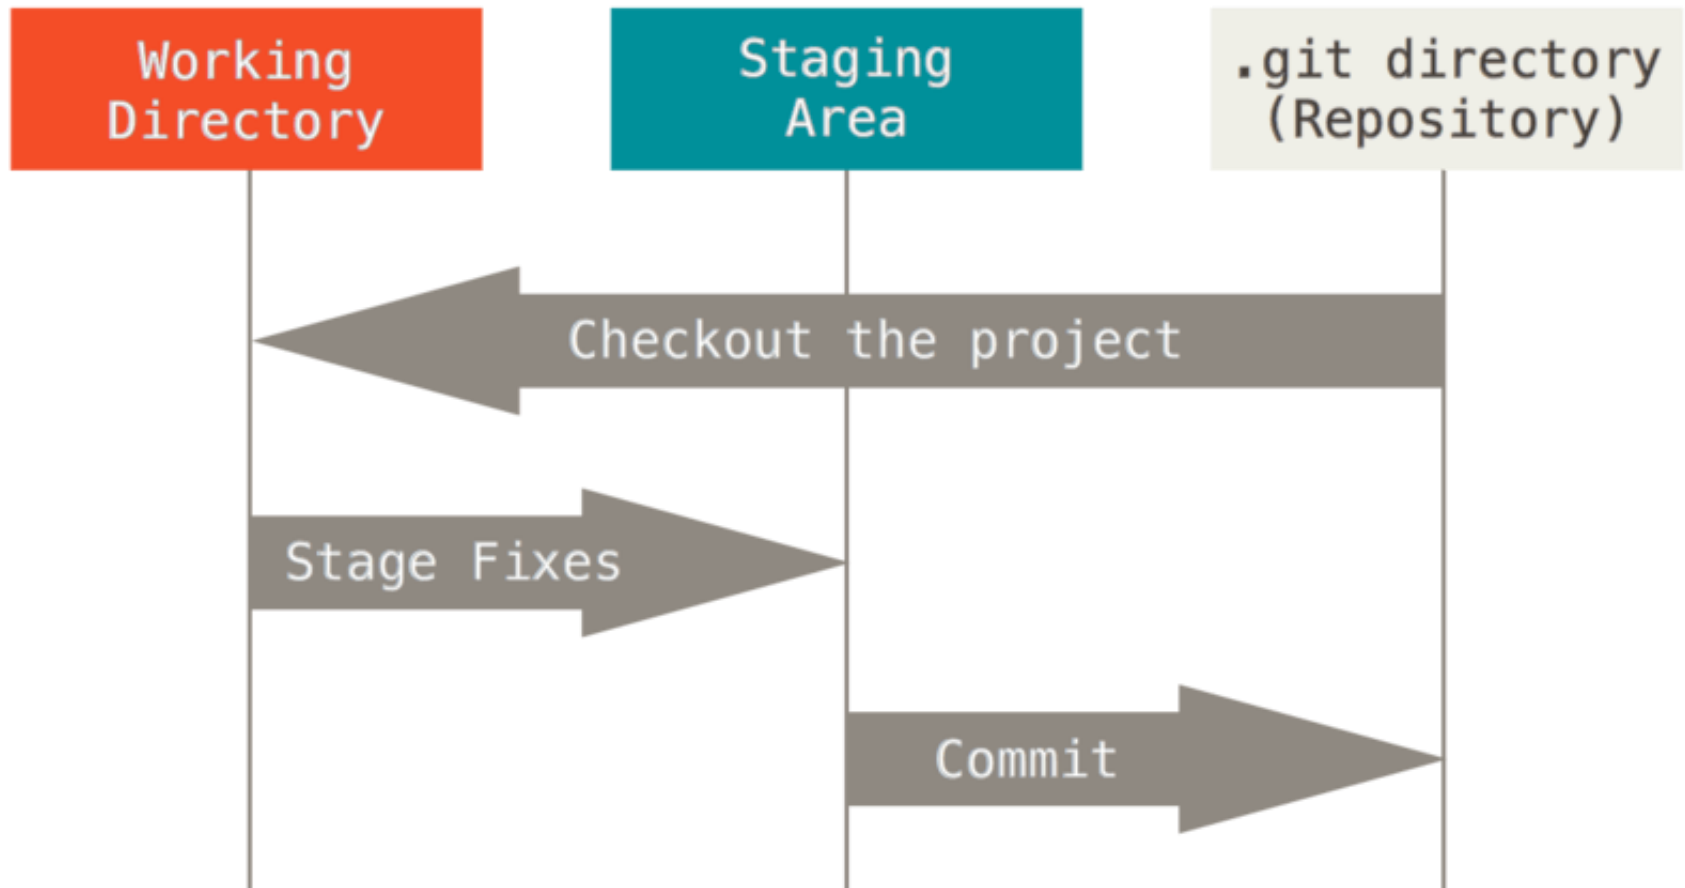 Working
Directory
Staging
Area
.git directory
(Repository)
Checkout the project
Stage Fixes
Commit